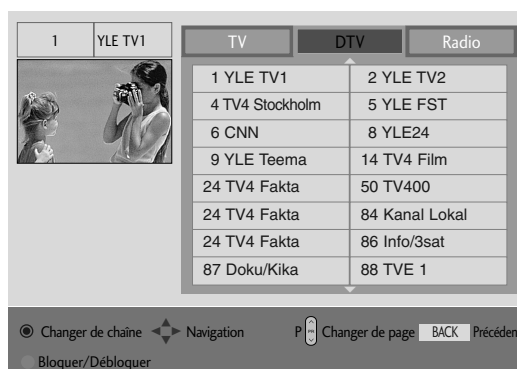 1 YLE TV1
TV DTV Radio
1 YLE TV1 2 YLE TV2
4 TV4 Stockholm 5 YLE FST
6 CNN 8 YLE24
9 YLE Teema 14 TV4 Film
24 TV4 Fakta 50 TV400
24 TV4 Fakta 84 Kanal Lokal
24 TV4 Fakta 86 Info/3sat
87 Doku/Kika 88 TVE 1
Changer de chaîne Navigation P PR Changer de page BACK Précéden
Bloquer/Débloquer